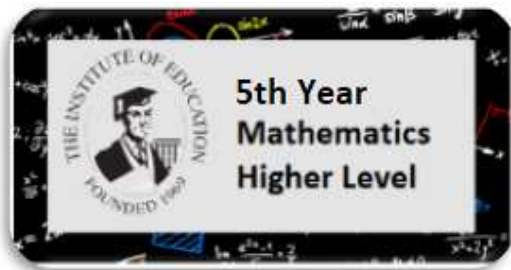 THE INSTITUTE OF EDUCATION
FOUNDED 1969
5th Year
Mathematics
Higher Level